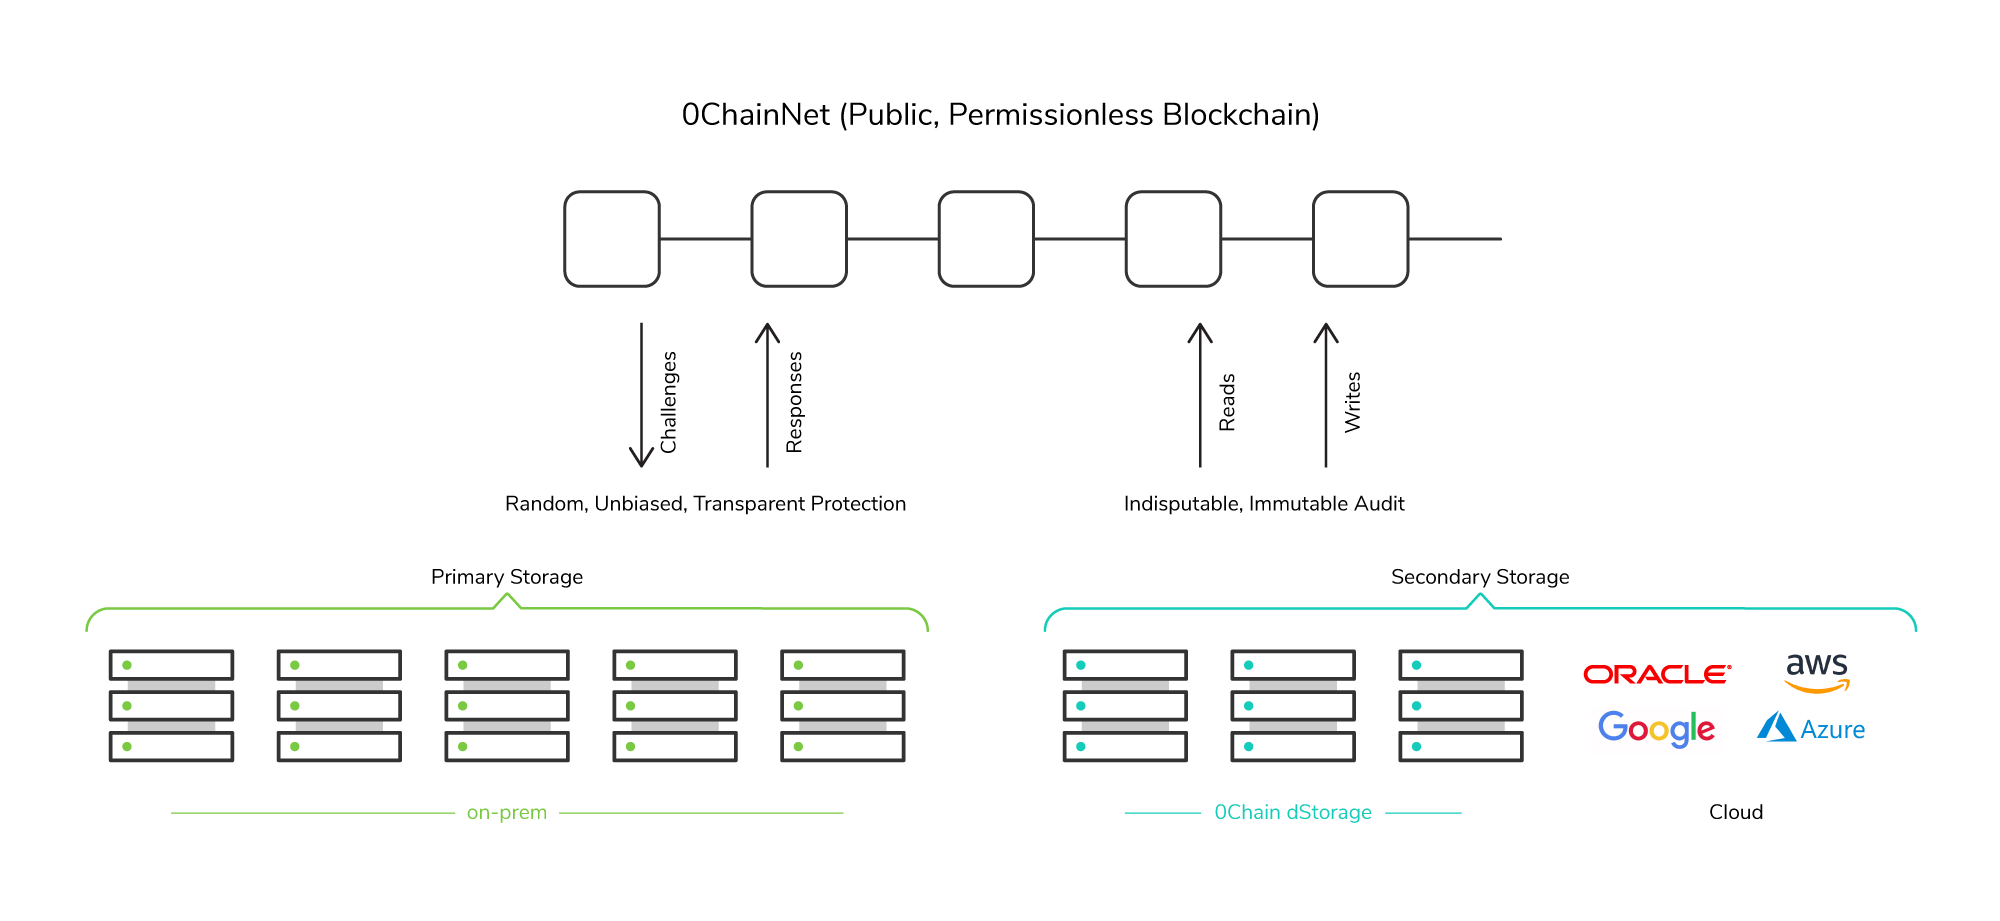 0ChainNet (Public, Permissionless Blockchain)
Challenges
Responses
Reads
Writes
Random, Unbiased, Transparent Protection
Indisputable, Immutable Audit
Primary Storage
Secondary Storage
ORACLE®
aws
Google
Azure
on-prem
0Chain dStorage
Cloud